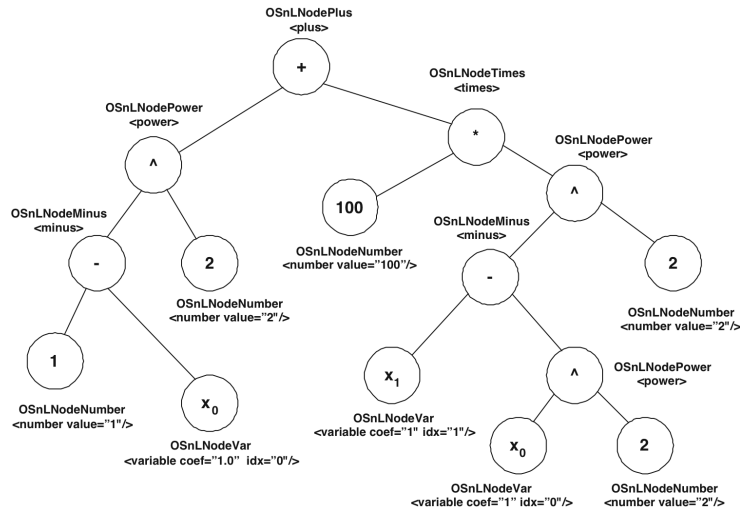 OSnLNodePlus
<plus>
+
OSnLNodeTimes
<times>
*
OSnLNodePower
<power>
^
OSnLNodePower
<power>
^
100
OSnLNodeNumber
<number value="100"/>
OSnLNodeMinus
<minus>
-
2
OSnLNodeNumber
<number value="2"/>
OSnLNodeMinus
<minus>
-
2
OSnLNodeNumber
<number value="2"/>
1
OSnLNodeNumber
<number value="1"/>
x0
OSnLNodeVar
<variable coef="1.0" idx="0"/>
x1
OSnLNodeVar
<variable coef="1" idx="1"/>
^
OSnLNodePower
<power>
x0
OSnLNodeVar
<variable coef="1" idx="0"/>
2
OSnLNodeNumber
<number value="2"/>